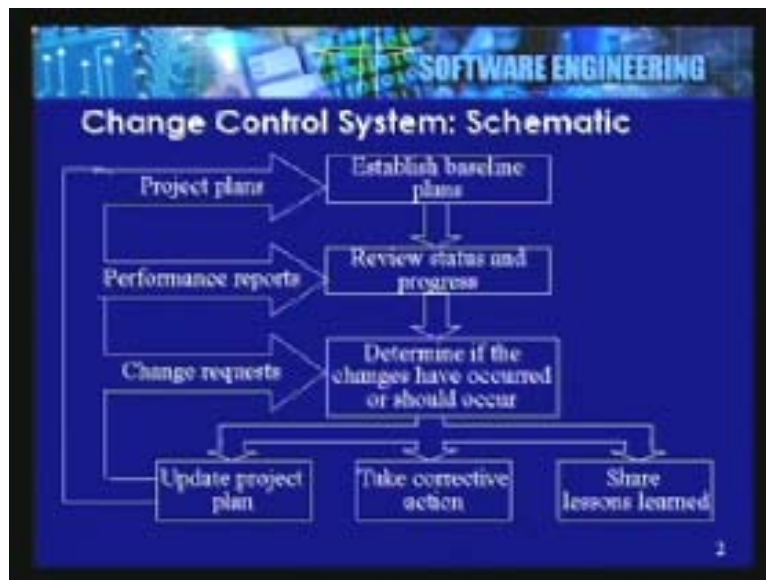 SOFTWARE ENGINEERING
Change Control System: Schematic
Project plans
Establish baseline
plans
Performance reports
Review status and
progress
Change requests
Determine if the
changes have occurred
or should occur
Update project
plan
Take corrective
action
Share
lessons learned
2